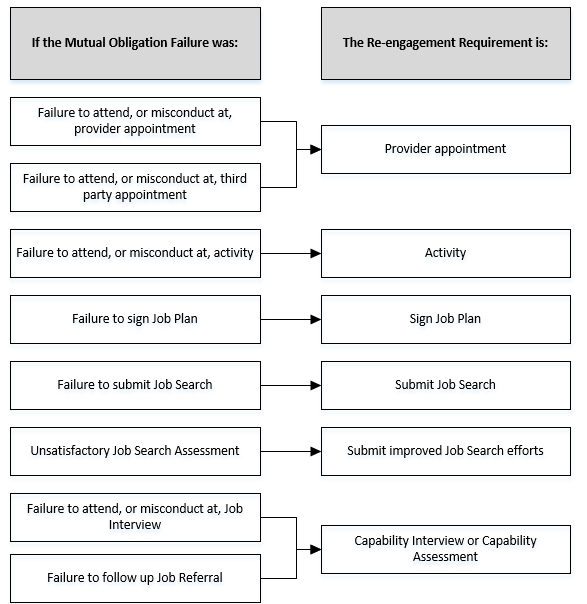 If the Mutual Obligation Failure was:
The Re-engagement Requirement is:
Failure to attend, or misconduct at,
provider appointment
Provider appointment
Failure to attend, or misconduct at, third
party appointment
Failure to attend, or misconduct at, activity
Activity
Failure to sign Job Plan
Sign Job Plan
Failure to submit Job Search
Submit Job Search
Unsatisfactory Job Search Assessment
Submit improved Job Search efforts
Failure to attend, or misconduct at, Job
Interview
Capability Interview or Capability
Assessment
Failure to follow up Job Referral